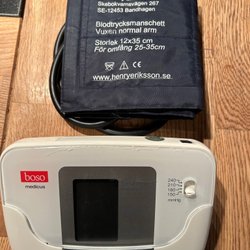 Skebokvarnsvägen 267
SE-12453 Bandhagen
Blodtrycksmanschett
Vuxen normal arm
Storlek 12x35 cm
För omfång 25-35cm
www.henryeriksson.se
boso
medicus
240
210
180
150
mmHg